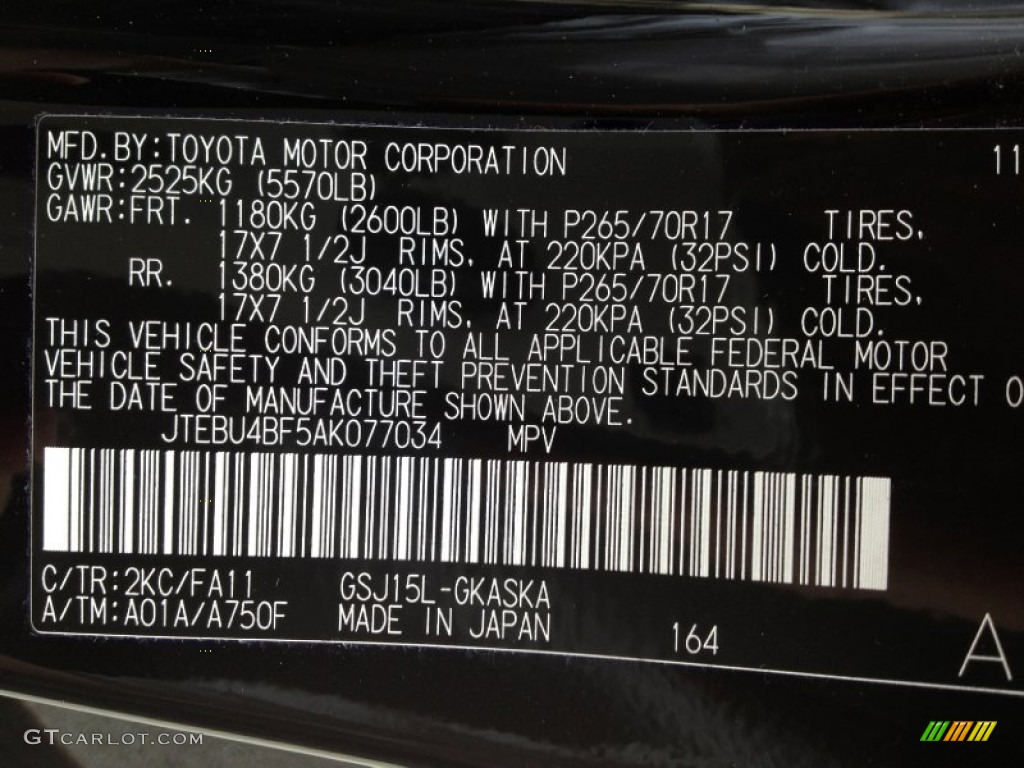 MFD.BY:TOYOTA MOTOR CORPORATION 11
GVWR:2525KG (5570LB)
GAWR:FRT. 1180KG (2600LB) WITH P265/70R17 TIRES,
17X7 1/2J RIMS, AT 220KPA (32PSI) COLD.
RR. 1380KG (3040LB) WITH P265/70R17 TIRES,
17X7 1/2J RIMS, AT 220KPA (32PSI) COLD.
THIS VEHICLE CONFORMS TO ALL APPLICABLE FEDERAL MOTOR
VEHICLE SAFETY AND THEFT PREVENTION STANDARDS IN EFFECT O
THE DATE OF MANUFACTURE SHOWN ABOVE.
JTEBU4BF5AK077034 MPV
C/TR:2KC/FA11 GSJ15L-GKASKA
A/TM:A01A/A750F MADE IN JAPAN 164 A
GTCARLOT.COM